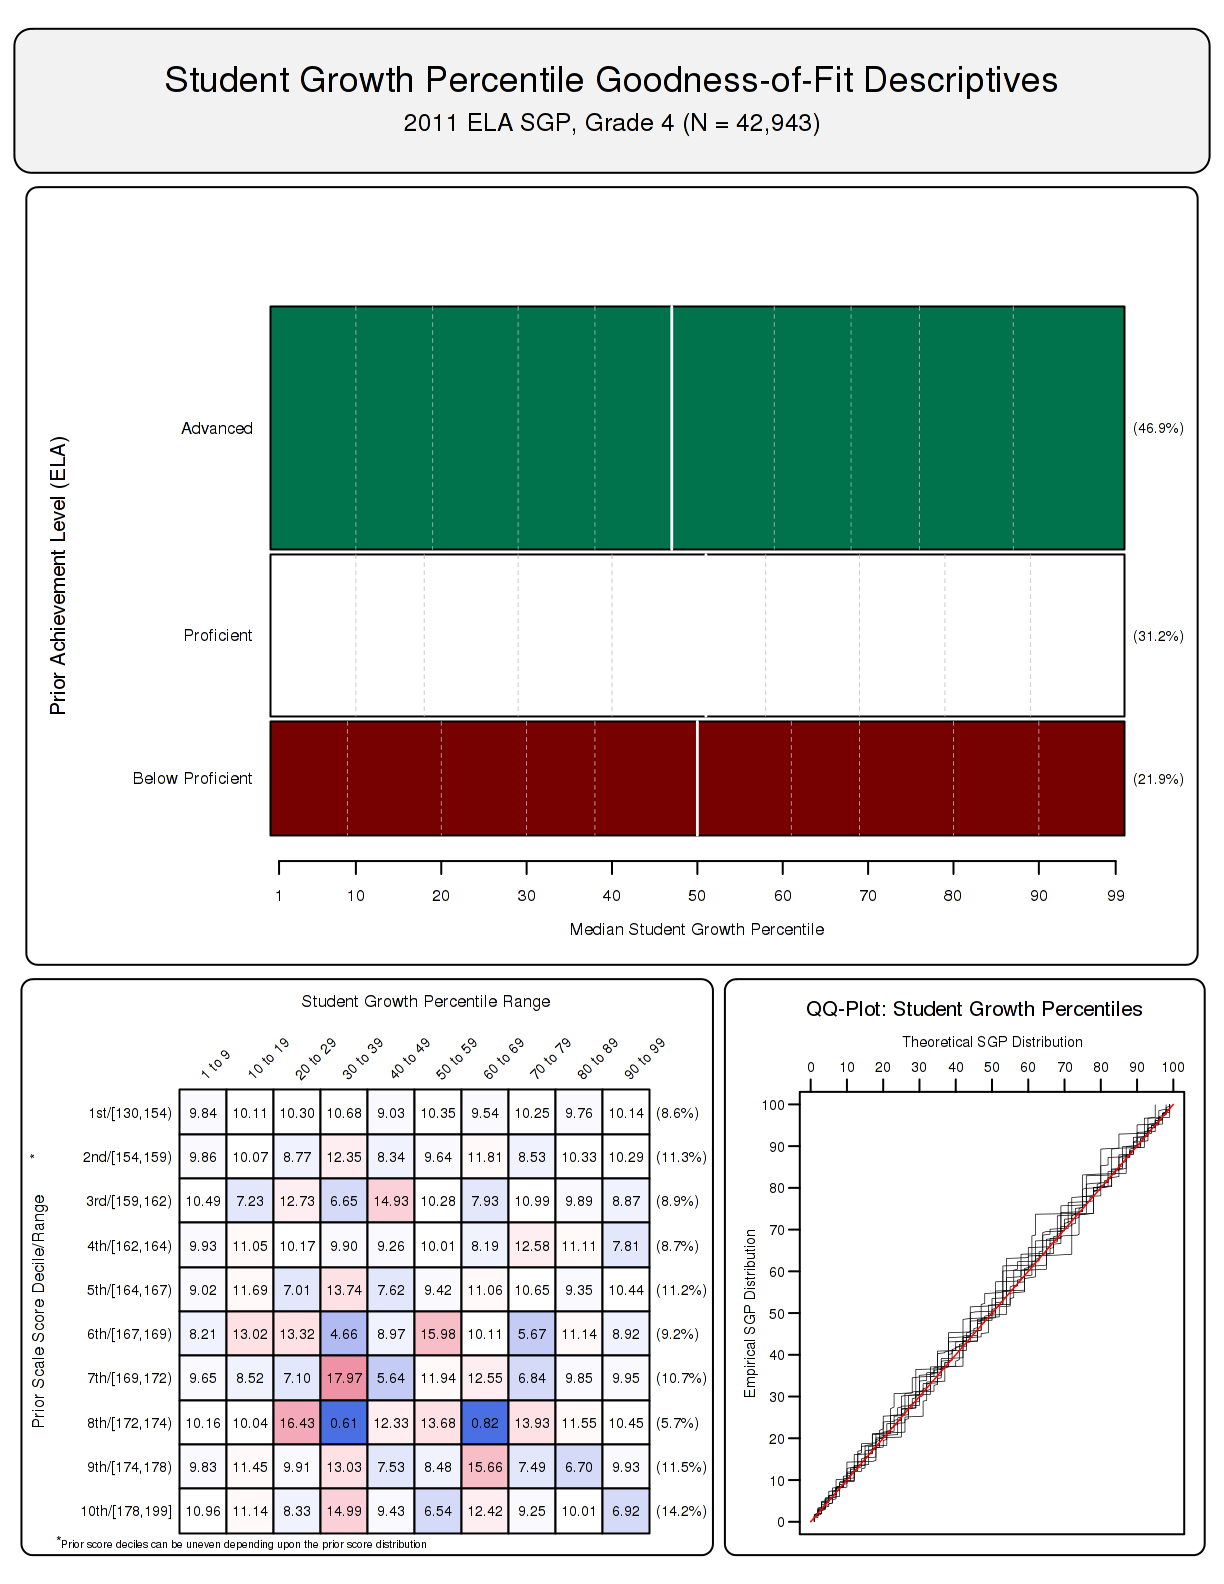 Student Growth Percentile Goodness-of-Fit Descriptives
2011 ELA SGP, Grade 4 (N = 42,943)
Prior Achievement Level (ELA)
Advanced (46.9%)
Proficient (31.2%)
Below Proficient (21.9%)
1 10 20 30 40 50 60 70 80 90 99
Median Student Growth Percentile
Student Growth Percentile Range
1 to 9 10 to 19 20 to 29 30 to 39 40 to 49 50 to 59 60 to 69 70 to 79 80 to 89 90 to 99
Prior Scale Score Decile/Range *
1st/[130,154) 9.84 10.11 10.30 10.68 9.03 10.35 9.54 10.25 9.76 10.14 (8.6%)
2nd/[154,159) 9.86 10.07 8.77 12.35 8.34 9.64 11.81 8.53 10.33 10.29 (11.3%)
3rd/[159,162) 10.49 7.23 12.73 6.65 14.93 10.28 7.93 10.99 9.89 8.87 (8.9%)
4th/[162,164) 9.93 11.05 10.17 9.90 9.26 10.01 8.19 12.58 11.11 7.81 (8.7%)
5th/[164,167) 9.02 11.69 7.01 13.74 7.62 9.42 11.06 10.65 9.35 10.44 (11.2%)
6th/[167,169) 8.21 13.02 13.32 4.66 8.97 15.98 10.11 5.67 11.14 8.92 (9.2%)
7th/[169,172) 9.65 8.52 7.10 17.97 5.64 11.94 12.55 6.84 9.85 9.95 (10.7%)
8th/[172,174) 10.16 10.04 16.43 0.61 12.33 13.68 0.82 13.93 11.55 10.45 (5.7%)
9th/[174,178) 9.83 11.45 9.91 13.03 7.53 8.48 15.66 7.49 6.70 9.93 (11.5%)
10th/[178,199] 10.96 11.14 8.33 14.99 9.43 6.54 12.42 9.25 10.01 6.92 (14.2%)
*Prior score deciles can be uneven depending upon the prior score distribution
QQ-Plot: Student Growth Percentiles
Theoretical SGP Distribution
0 10 20 30 40 50 60 70 80 90 100
Empirical SGP Distribution
100
90
80
70
60
50
40
30
20
10
0